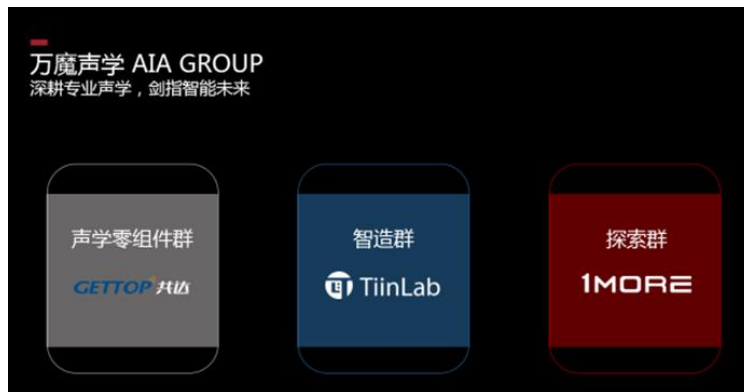 万魔声学 AIA GROUP
深耕专业声学，剑指智能未来
声学零组件群
GETTOP 共达
智造群
TiinLab
探索群
1MORE